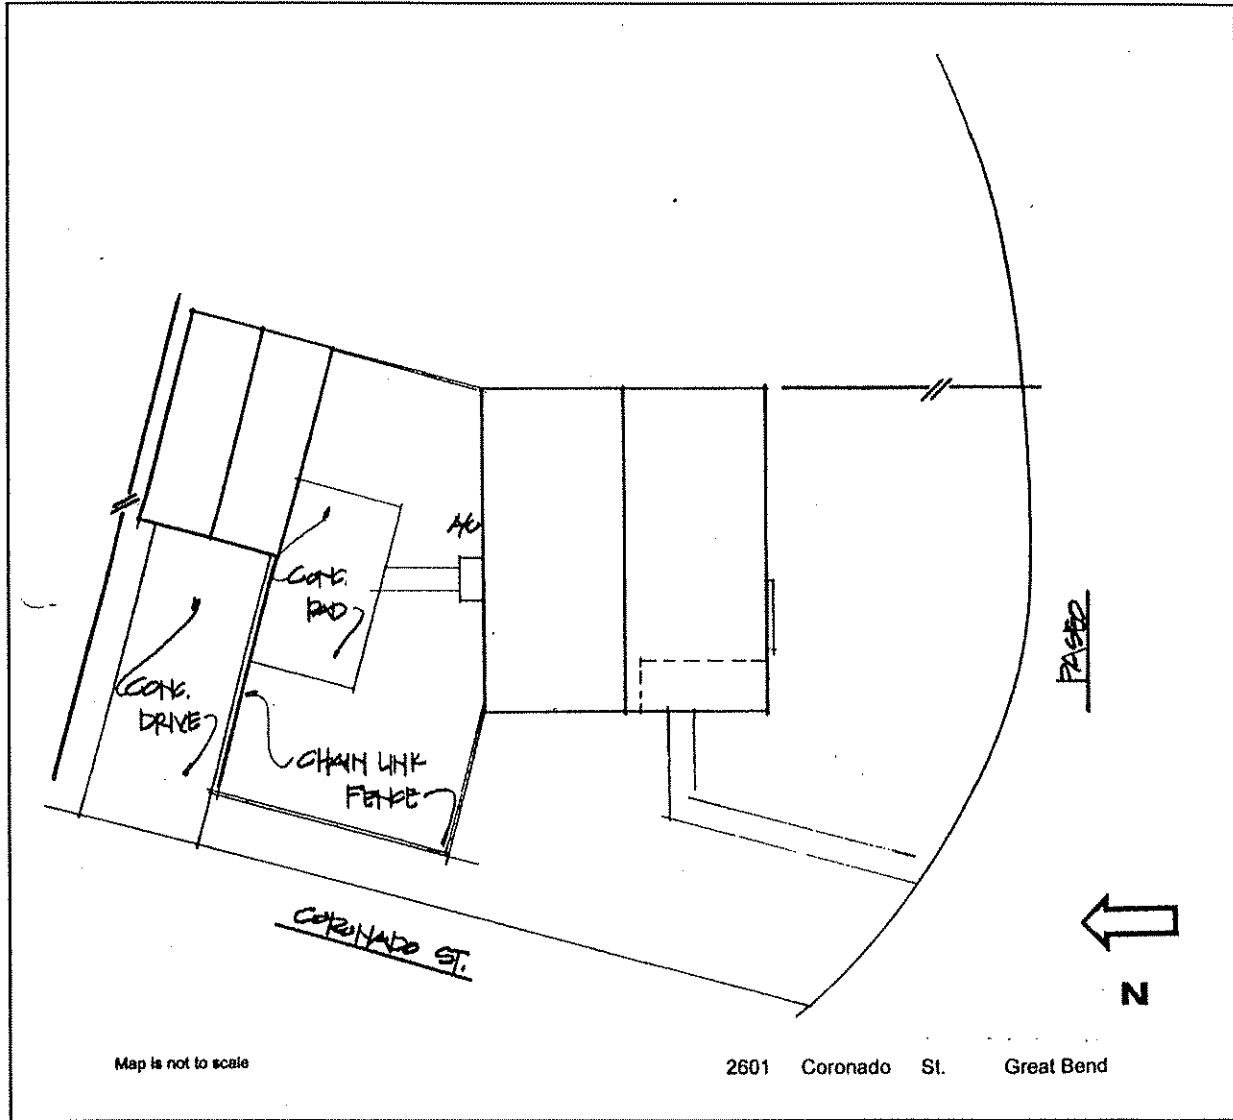 A/C
CONC.
PAD
CONC.
DRIVE
CHAIN LINK
FENCE
PASEO
CORONADO ST.
N
Map is not to scale
2601 Coronado St. Great Bend